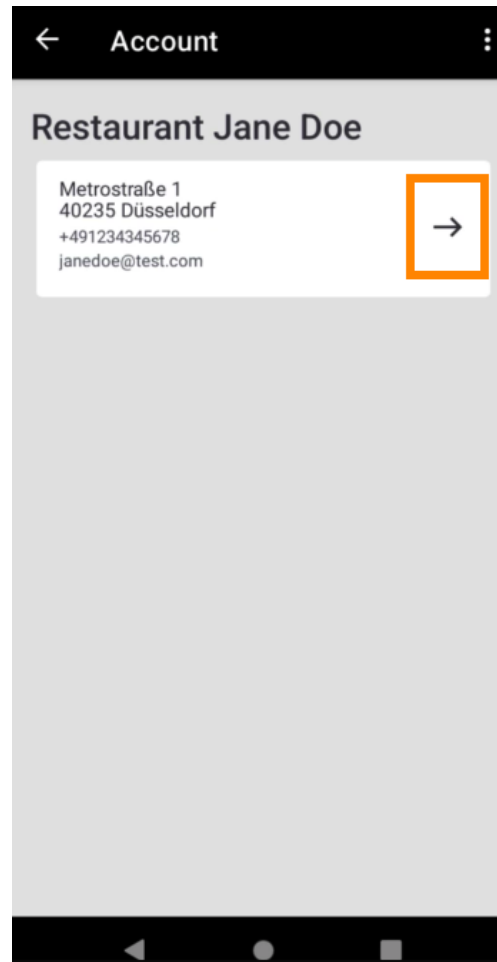 Account
Restaurant Jane Doe
Metrostraße 1
40235 Düsseldorf
+491234345678
janedoe@test.com